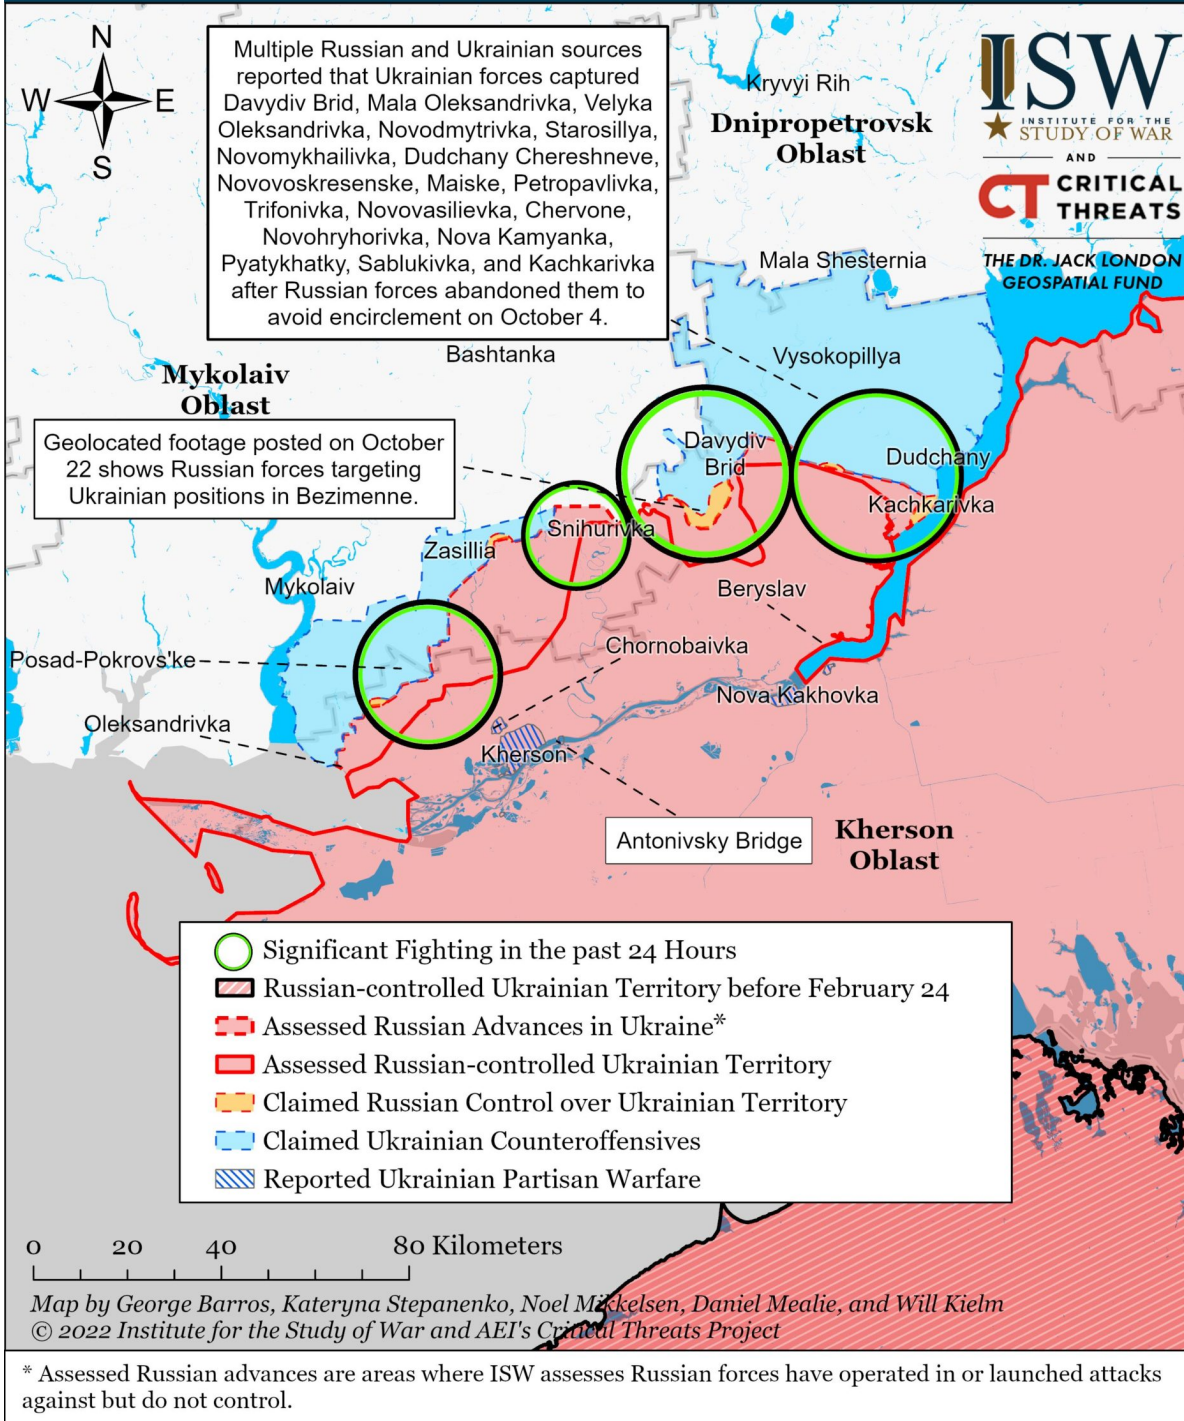 N
W
E
S
Multiple Russian and Ukrainian sources
reported that Ukrainian forces captured
Davydiv Brid, Mala Oleksandrivka, Velyka
Oleksandrivka, Novodmytrivka, Starosillya,
Novomykhailivka, Dudchany Chereshneve,
Novovoskresenske, Maiske, Petropavlivka,
Trifonivka, Novovasilievka, Chervone,
Novohryhorivka, Nova Kamyanka,
Pyatykhatky, Sablukivka, and Kachkarivka
after Russian forces abandoned them to
avoid encirclement on October 4.
Kryvyi Rih
Dnipropetrovsk
Oblast
ISW
INSTITUTE FOR THE
STUDY OF WAR
AND
CT CRITICAL
THREATS
THE DR. JACK LONDON
GEOSPATIAL FUND
Mala Shesternia
Bashtanka
Vysokopillya
Mykolaiv
Oblast
Geolocated footage posted on October
22 shows Russian forces targeting
Ukrainian positions in Bezimenne.
Davydiv
Brid
Dudchany
Kachkarivka
Snihurivka
Zasillia
Mykolaiv
Beryslav
Chornobaivka
Posad-Pokrovs'ke
Nova Kakhovka
Oleksandrivka
Kherson
Antonivsky Bridge
Kherson
Oblast
Significant Fighting in the past 24 Hours
Russian-controlled Ukrainian Territory before February 24
Assessed Russian Advances in Ukraine*
Assessed Russian-controlled Ukrainian Territory
Claimed Russian Control over Ukrainian Territory
Claimed Ukrainian Counteroffensives
Reported Ukrainian Partisan Warfare
0 20 40 80 Kilometers
Map by George Barros, Kateryna Stepanenko, Noel Mikkelsen, Daniel Mealie, and Will Kielm
© 2022 Institute for the Study of War and AEI's Critical Threats Project
* Assessed Russian advances are areas where ISW assesses Russian forces have operated in or launched attacks
against but do not control.